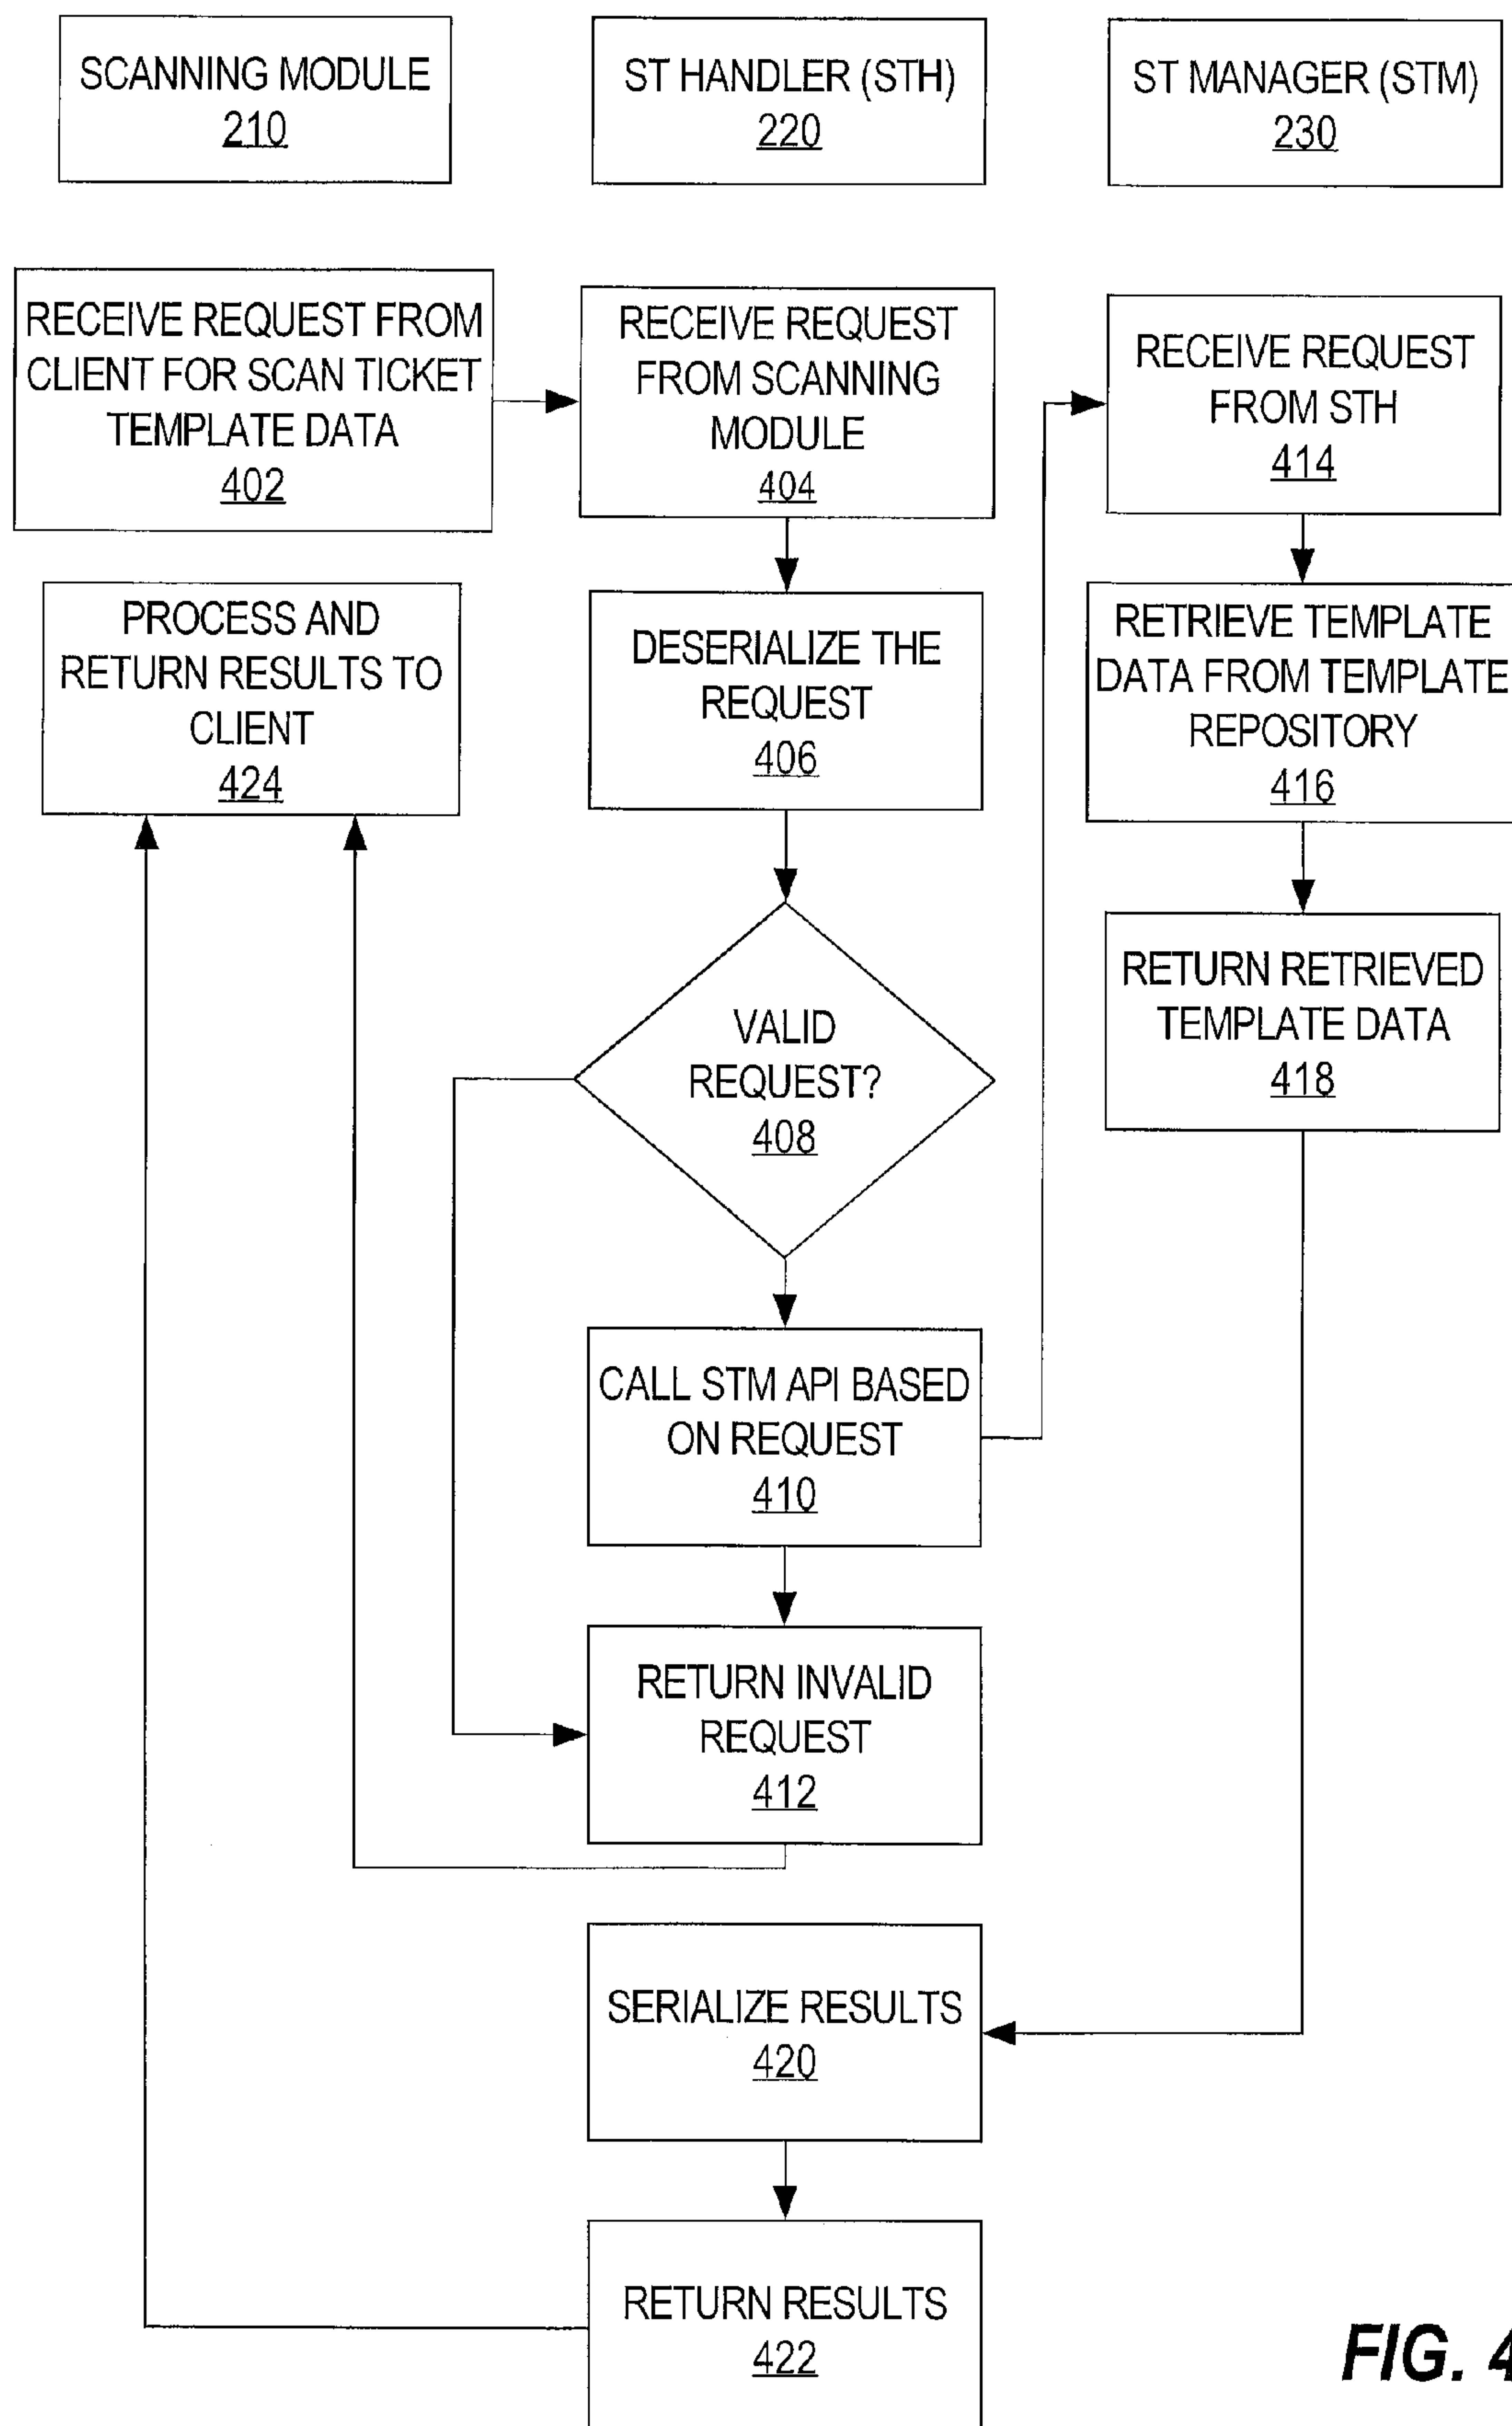 SCANNING MODULE
210
ST HANDLER (STH)
220
ST MANAGER (STM)
230
RECEIVE REQUEST FROM
CLIENT FOR SCAN TICKET
TEMPLATE DATA
402
RECEIVE REQUEST
FROM SCANNING
MODULE
404
RECEIVE REQUEST
FROM STH
414
PROCESS AND
RETURN RESULTS TO
CLIENT
424
DESERIALIZE THE
REQUEST
406
RETRIEVE TEMPLATE
DATA FROM TEMPLATE
REPOSITORY
416
VALID
REQUEST?
408
RETURN RETRIEVED
TEMPLATE DATA
418
CALL STM API BASED
ON REQUEST
410
RETURN INVALID
REQUEST
412
SERIALIZE RESULTS
420
RETURN RESULTS
422
FIG. 4